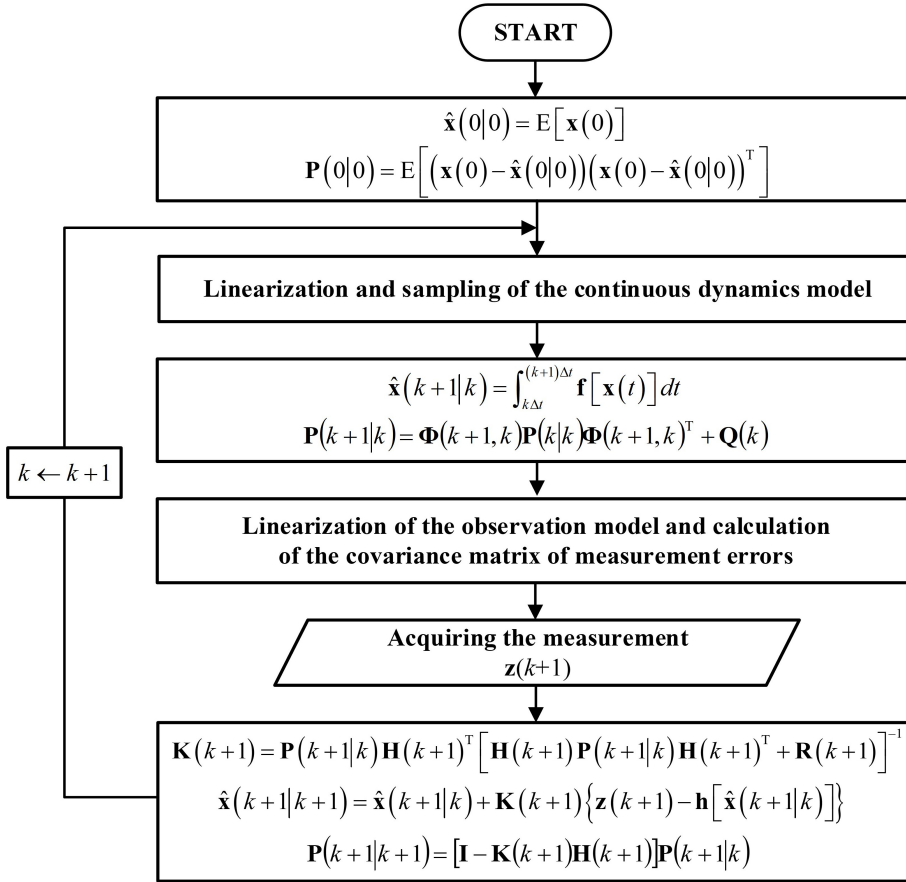 START
x̂(0|0) = E[x(0)]
P(0|0) = E[(x(0) − x̂(0|0))(x(0) − x̂(0|0))ᵀ]
Linearization and sampling of the continuous dynamics model
x̂(k+1|k) = ∫_{kΔt}^{(k+1)Δt} f[x(t)]dt
P(k+1|k) = Φ(k+1,k)P(k|k)Φ(k+1,k)ᵀ + Q(k)
k ← k+1
Linearization of the observation model and calculation
of the covariance matrix of measurement errors
Acquiring the measurement
z(k+1)
K(k+1) = P(k+1|k)H(k+1)ᵀ[H(k+1)P(k+1|k)H(k+1)ᵀ + R(k+1)]⁻¹
x̂(k+1|k+1) = x̂(k+1|k) + K(k+1){z(k+1) − h[x̂(k+1|k)]}
P(k+1|k+1) = [I − K(k+1)H(k+1)]P(k+1|k)